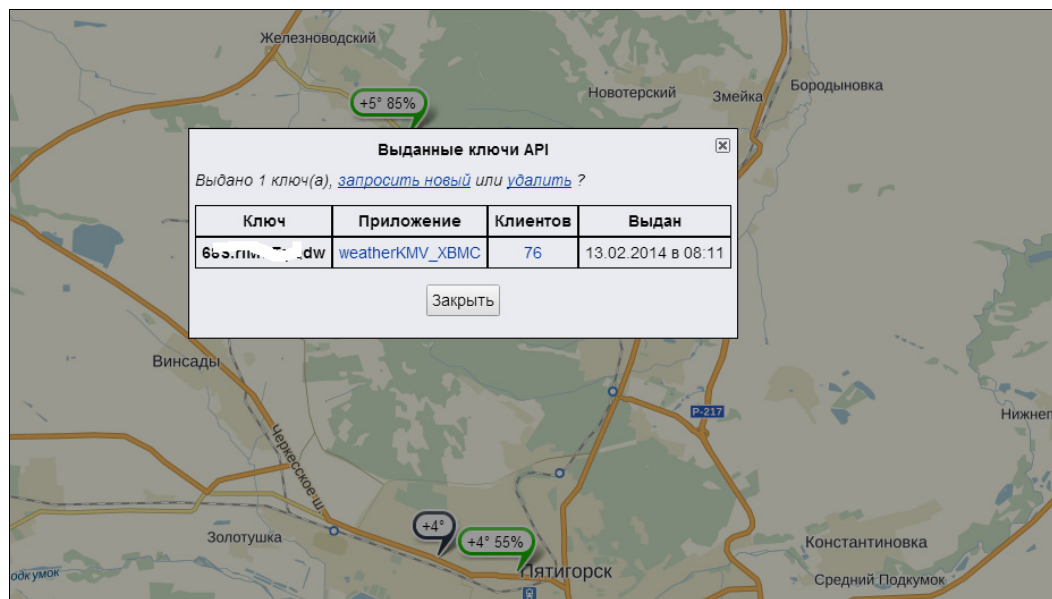 Железноводский
Новотерский
Змейка
Бородыновка
+5° 85%
Выданные ключи API
Выдано 1 ключ(а), запросить новый или удалить ?
Ключ Приложение Клиентов Выдан
dw weatherKMV_XBMC 76 13.02.2014 в 08:11
Закрыть
Винсады
Р-217
Черкесское ш.
+4°
+4° 55%
Золотушка
Константиновка
Пятигорск
Средний Подкумок